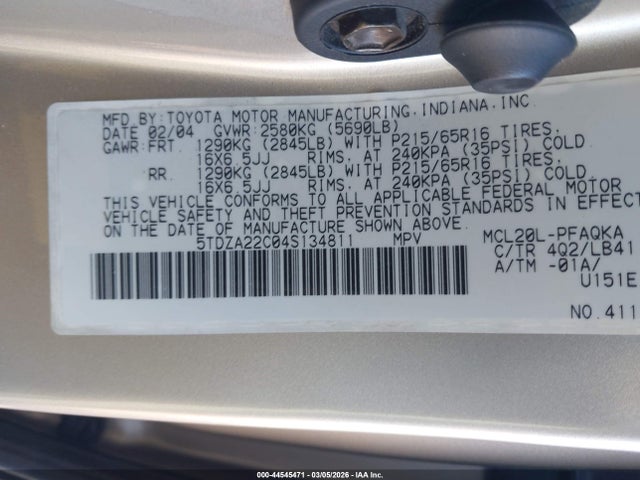 MFD.BY:TOYOTA MOTOR MANUFACTURING,INDIANA,INC
DATE 02/04 GVWR:2580KG (5690LB)
GAWR:FRT. 1290KG (2845LB) WITH P215/65R16 TIRES,
16X6.5JJ RIMS, AT 240KPA (35PSI) COLD
RR. 1290KG (2845LB) WITH P215/65R16 TIRES,
16X6.5JJ RIMS, AT 240KPA (35PSI) COLD.
THIS VEHICLE CONFORMS TO ALL APPLICABLE FEDERAL MOTOR
VEHICLE SAFETY AND THEFT PREVENTION STANDARDS IN EFFECT
ON THE DATE OF MANUFACTURE SHOWN ABOVE.
5TDZA22C04S134811 MPV
MCL20L-PFAQKA
C/TR 4Q2/LB41
A/TM -01A/
U151E
NO.411
000-44545471 | 03/05/2026 | IAA Inc.